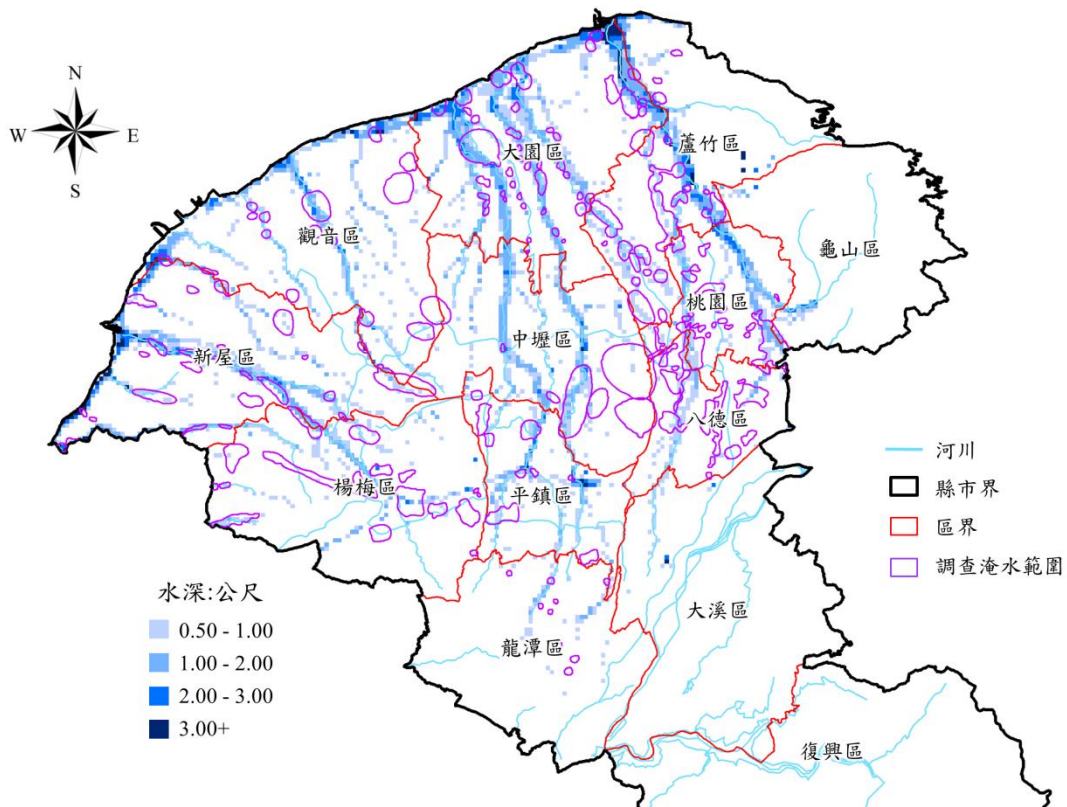 N
W
E
S
蘆竹區
大園區
龜山區
觀音區
桃園區
中壢區
新屋區
八德區
楊梅區
平鎮區
大溪區
龍潭區
復興區
河川
縣市界
區界
調查淹水範圍
水深:公尺
0.50 - 1.00
1.00 - 2.00
2.00 - 3.00
3.00+